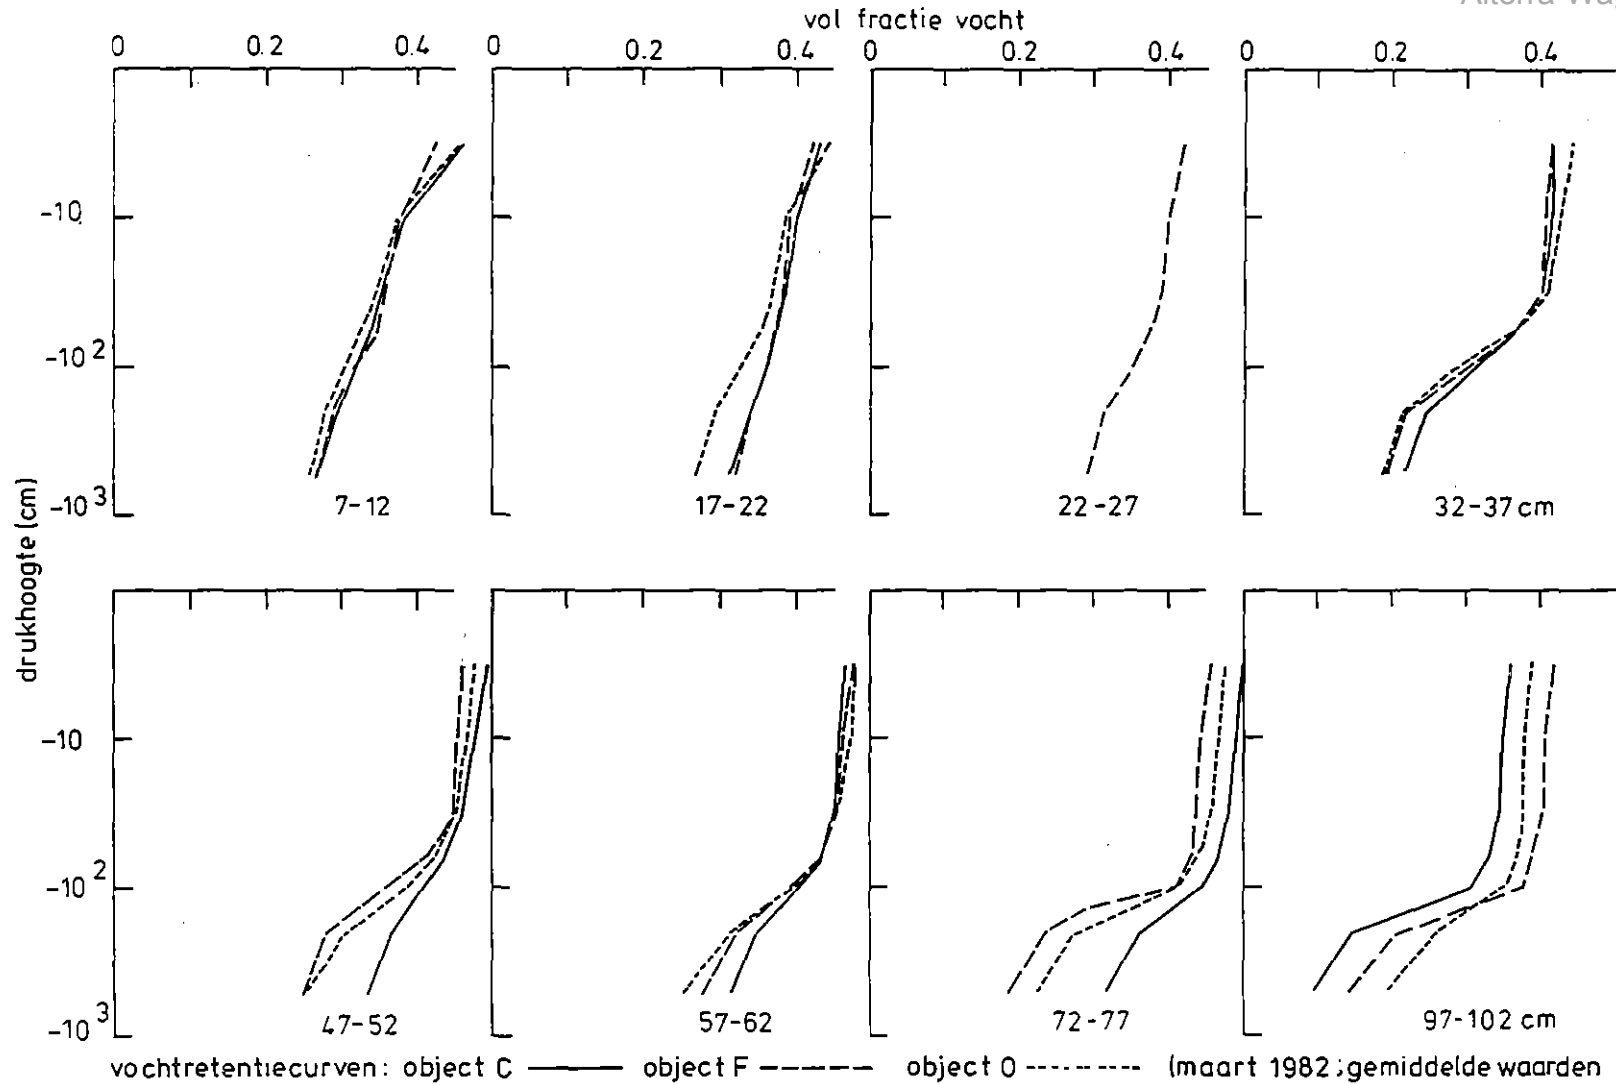 vol fractie vocht
0 0.2 0.4 0 0.2 0.4 0 0.2 0.4 0 0.2 0.4
drukhoogte (cm)
-10
-10 2
-10 3
7-12 17-22 22-27 32-37 cm
-10
-10 2
-10 3
47-52 57-62 72-77 97-102 cm
vochtretentiecurven: object C object F object O (maart 1982; gemiddelde waarden